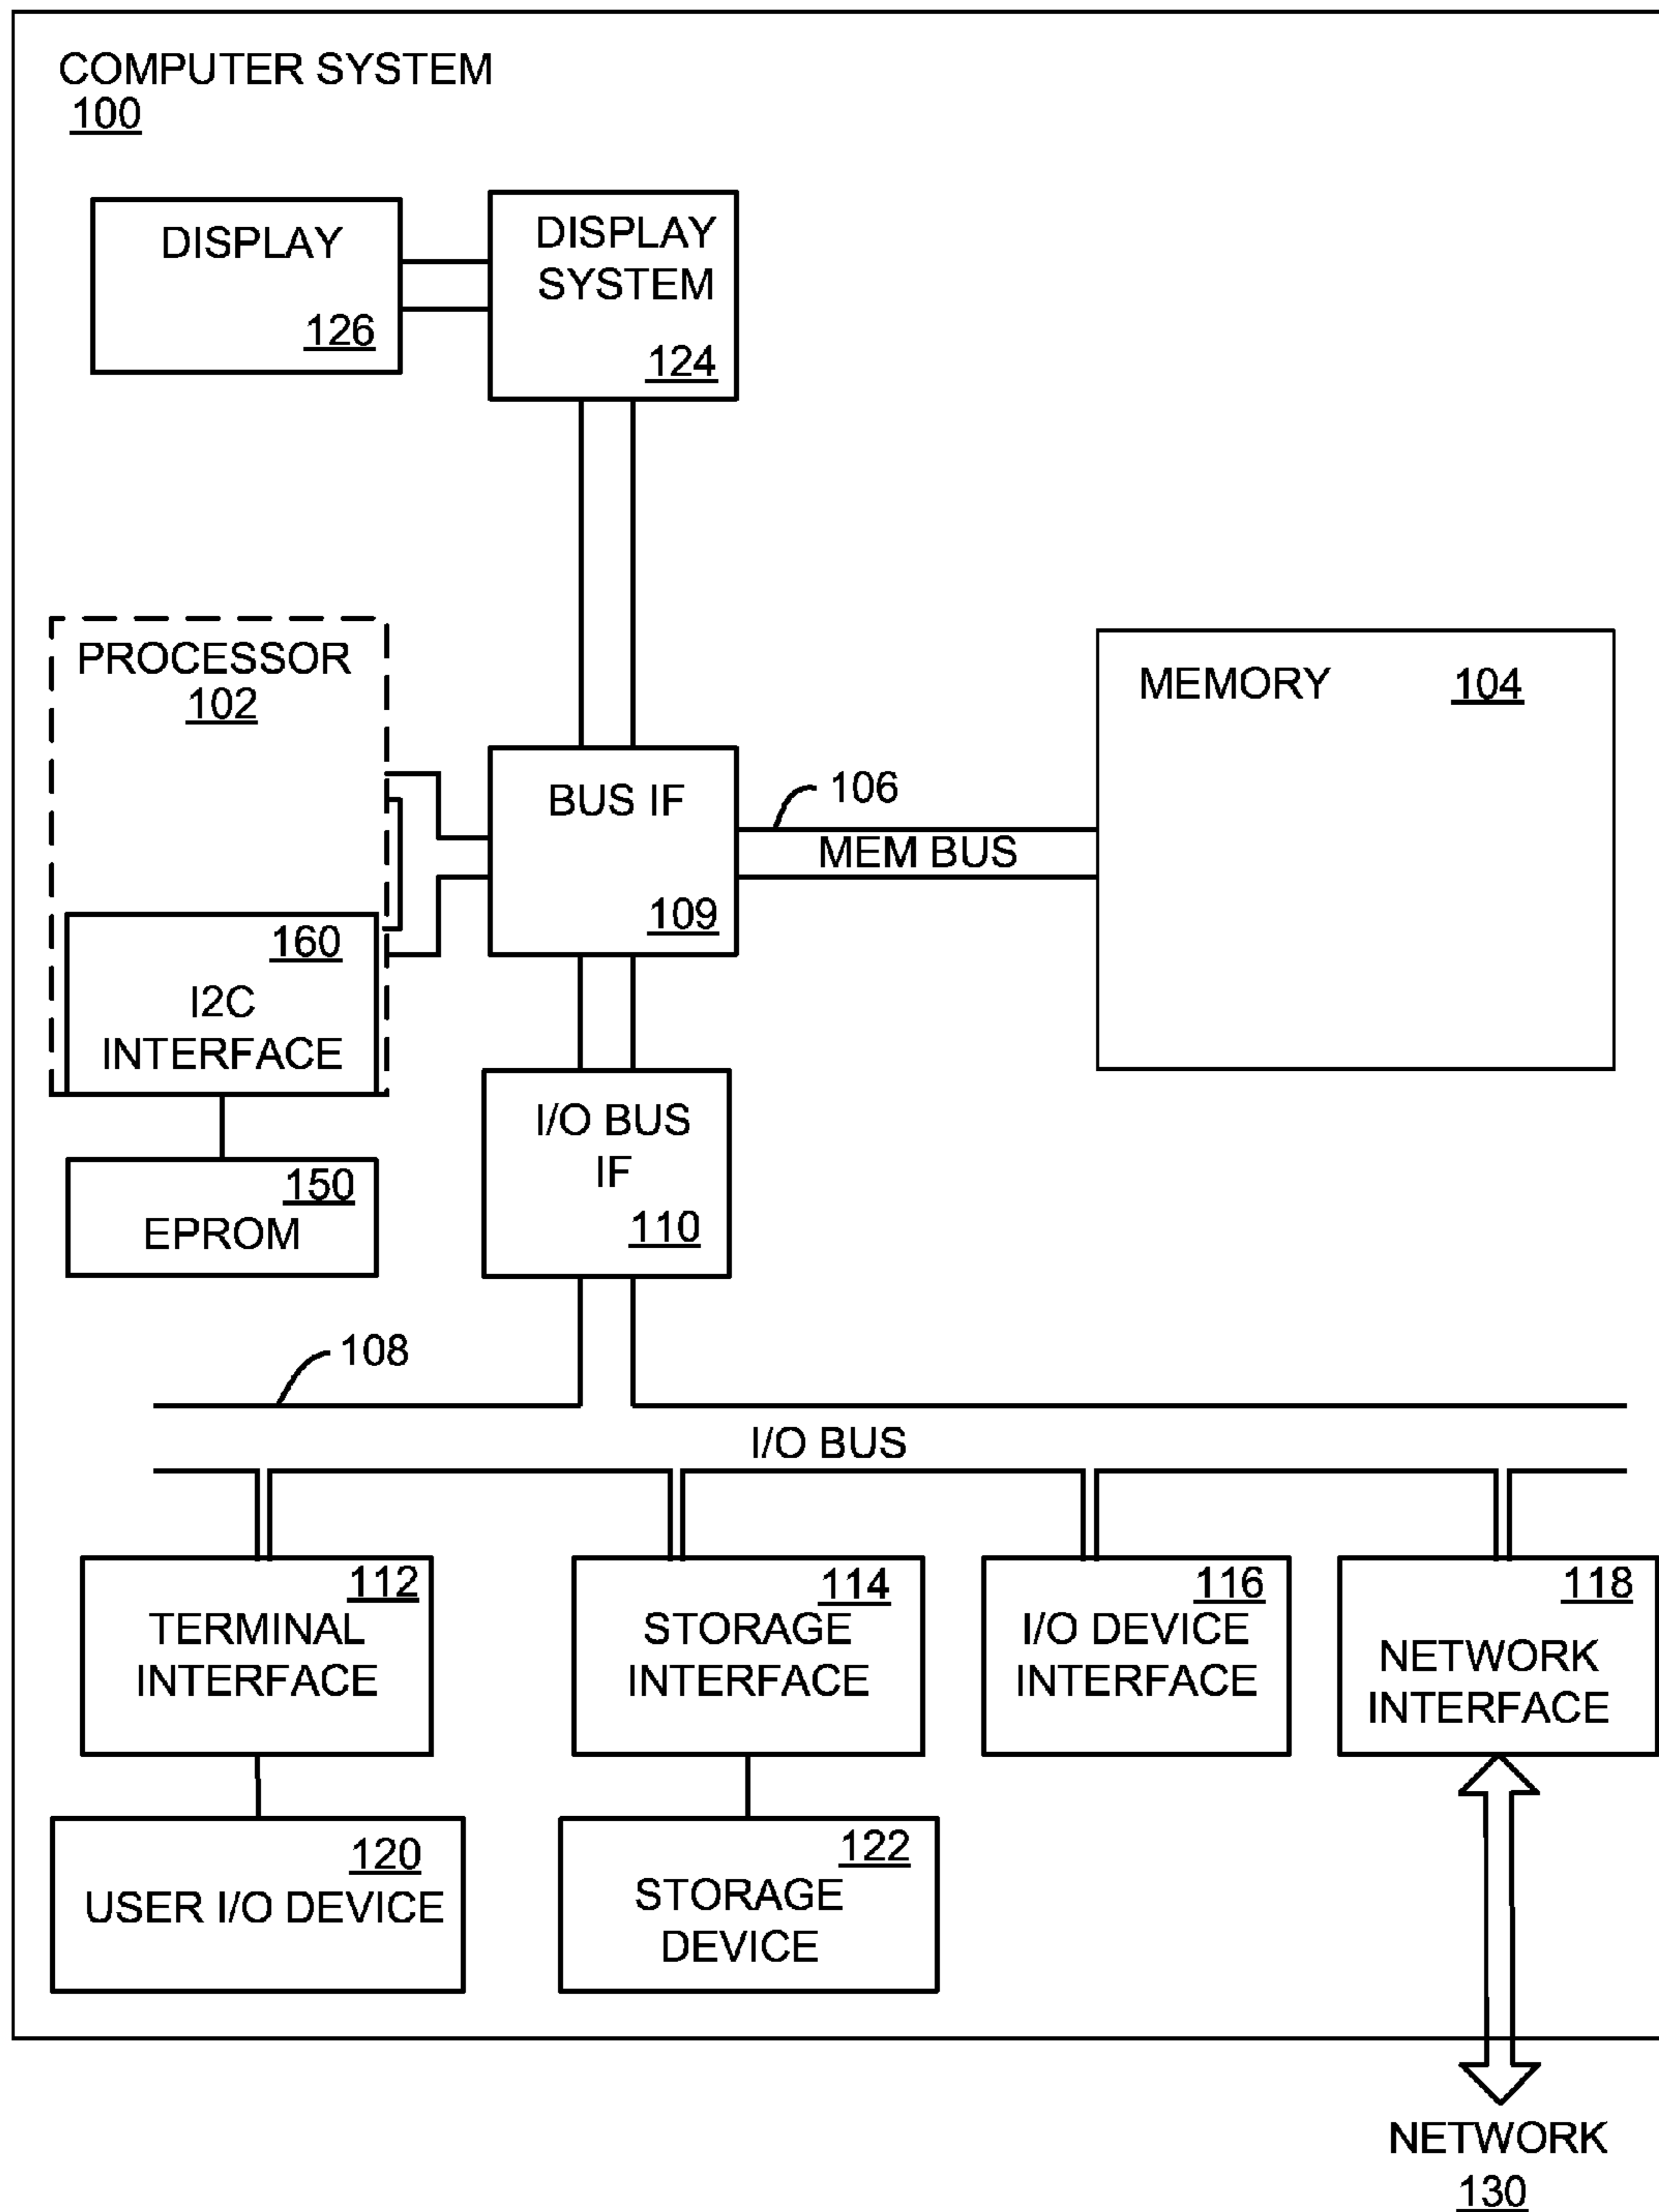 COMPUTER SYSTEM
100
DISPLAY
126
DISPLAY
SYSTEM
124
PROCESSOR
102
MEMORY 104
BUS IF
109
106
MEM BUS
160
I2C
INTERFACE
I/O BUS
IF
110
150
EPROM
108
I/O BUS
112
TERMINAL
INTERFACE
114
STORAGE
INTERFACE
116
I/O DEVICE
INTERFACE
118
NETWORK
INTERFACE
120
USER I/O DEVICE
122
STORAGE
DEVICE
NETWORK
130